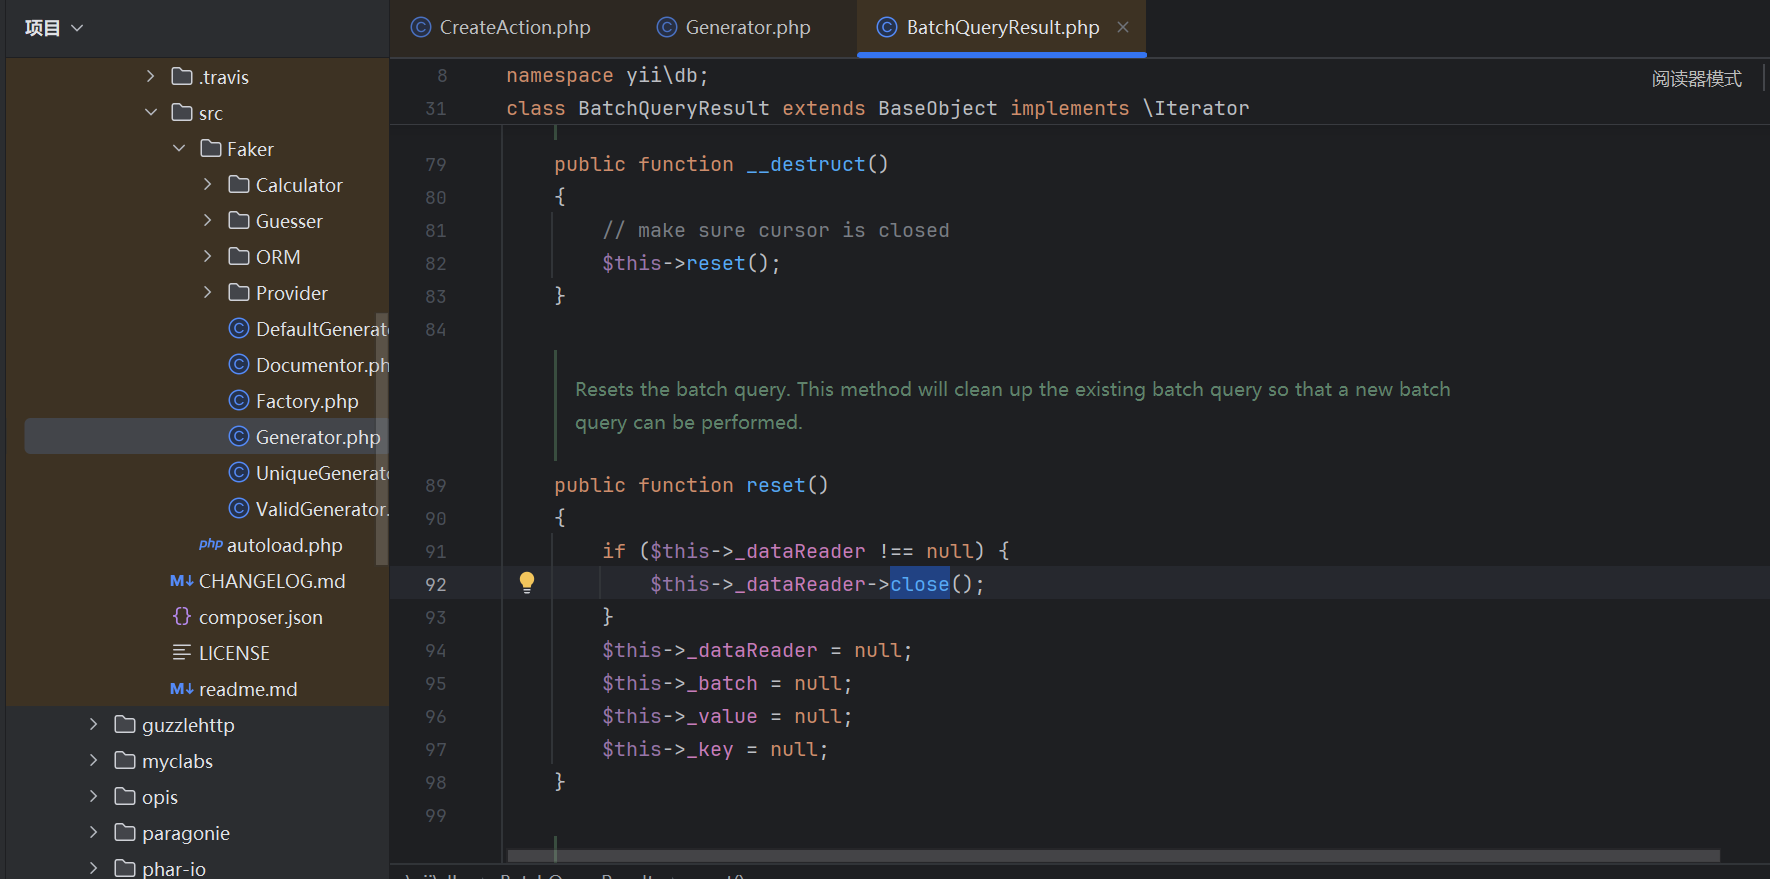 项目
.travis
src
Faker
Calculator
Guesser
ORM
Provider
DefaultGenerat
Documentor.ph
Factory.php
Generator.php
UniqueGenerat
ValidGenerator.
php autoload.php
M↓ CHANGELOG.md
{} composer.json
LICENSE
M↓ readme.md
guzzlehttp
myclabs
opis
paragonie
phar-io
CreateAction.php
Generator.php
BatchQueryResult.php
阅读器模式
8 namespace yii\db;
31 class BatchQueryResult extends BaseObject implements \Iterator
79 public function __destruct()
80 {
81 // make sure cursor is closed
82 $this->reset();
83 }
84
Resets the batch query. This method will clean up the existing batch query so that a new batch
query can be performed.
89 public function reset()
90 {
91 if ($this->_dataReader !== null) {
92 $this->_dataReader->close();
93 }
94 $this->_dataReader = null;
95 $this->_batch = null;
96 $this->_value = null;
97 $this->_key = null;
98 }
99